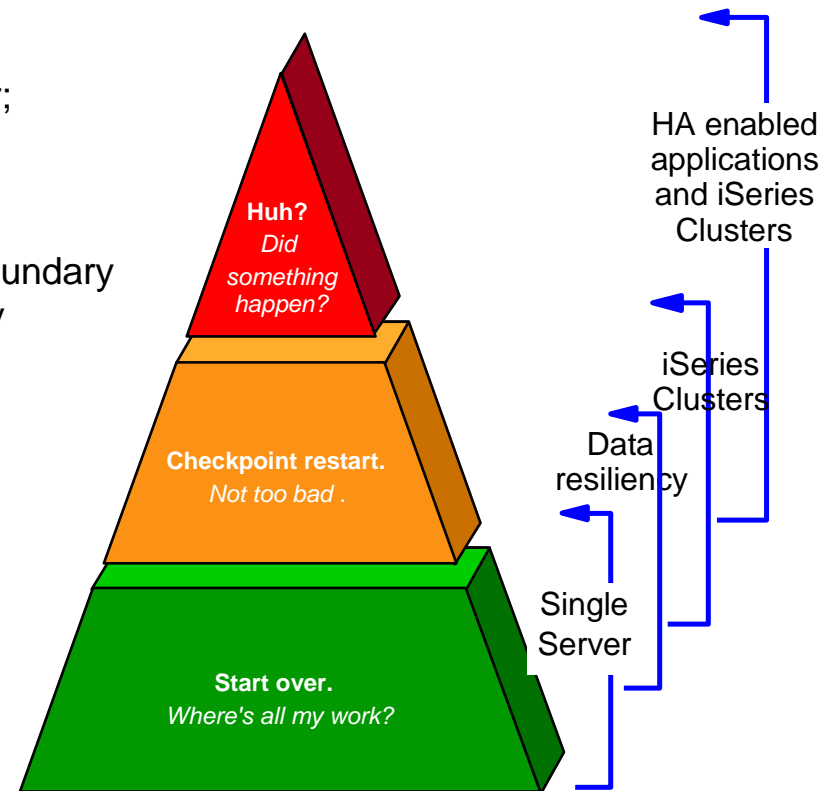 ;
undary
Huh?
Did
something
happen?
Checkpoint restart.
Not too bad .
Start over.
Where's all my work?
HA enabled
applications
and iSeries
Clusters
iSeries
Clusters
Data
resiliency
Single
Server